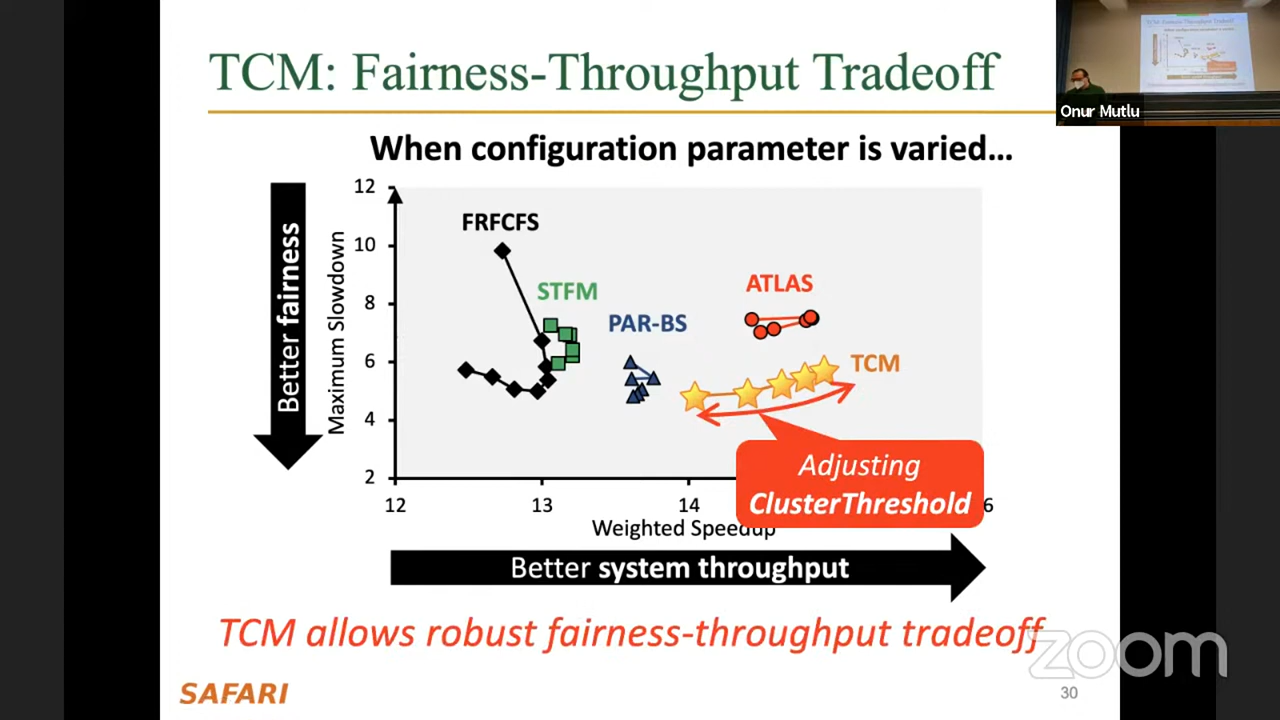 TCM: Fairness-Throughput Tradeoff
Onur Mutlu
When configuration parameter is varied...
Better fairness
Maximum Slowdown
12
10
8
6
4
2
FRFCFS
STFM
PAR-BS
ATLAS
TCM
Adjusting
ClusterThreshold
12
13
14
6
Weighted Speedup
Better system throughput
TCM allows robust fairness-throughput tradeoff
zoom
SAFARI
30